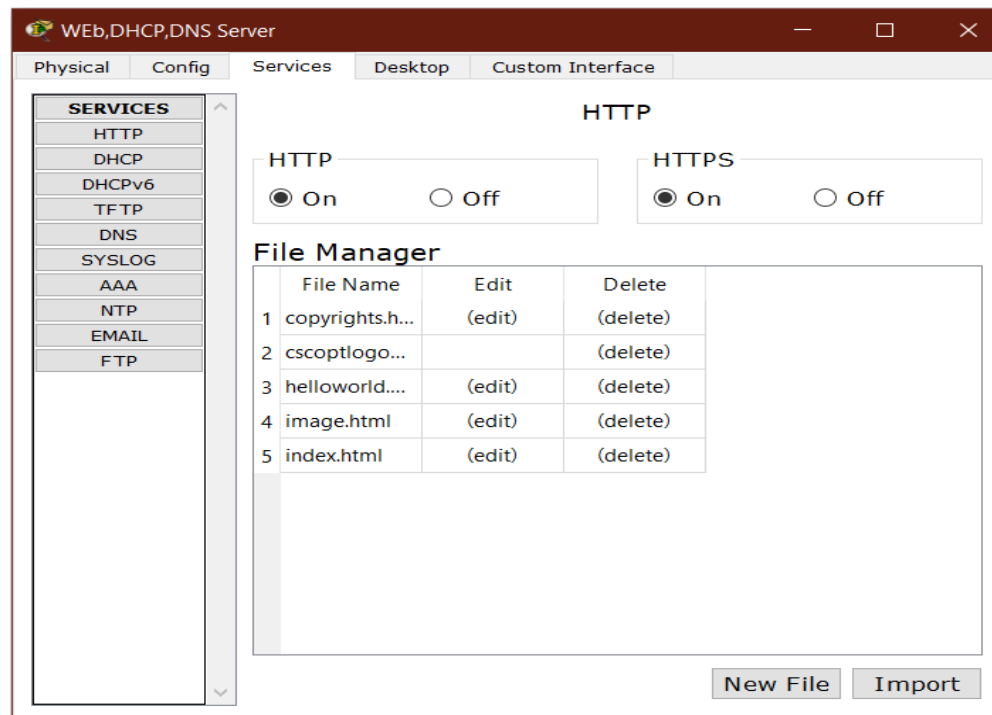 WEb,DHCP,DNS Server
Physical Config Services Desktop Custom Interface
SERVICES
HTTP
DHCP
DHCPv6
TFTP
DNS
SYSLOG
AAA
NTP
EMAIL
FTP
HTTP
HTTP HTTPS
On Off On Off
File Manager
File Name Edit Delete
1 copyrights.h... (edit) (delete)
2 cscoptlogo... (delete)
3 helloworld.... (edit) (delete)
4 image.html (edit) (delete)
5 index.html (edit) (delete)
New File Import